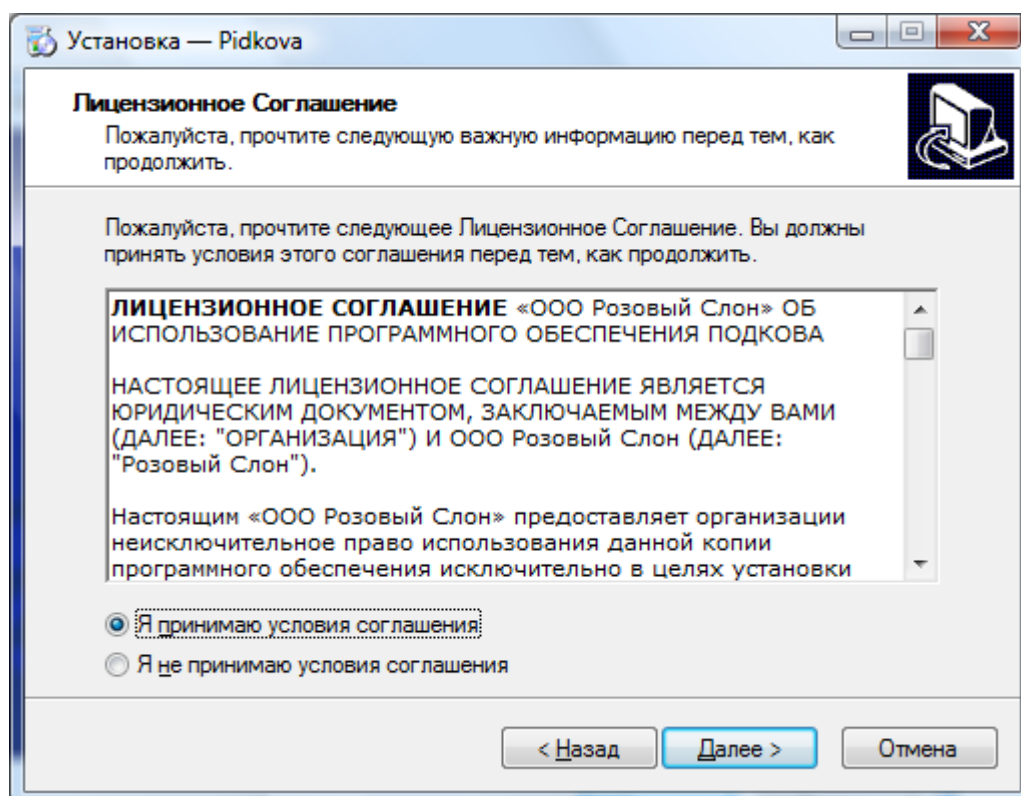 Установка — Pidkova
Лицензионное Соглашение
Пожалуйста, прочтите следующую важную информацию перед тем, как
продолжить.
Пожалуйста, прочтите следующее Лицензионное Соглашение. Вы должны
принять условия этого соглашения перед тем, как продолжить.
ЛИЦЕНЗИОННОЕ СОГЛАШЕНИЕ «ООО Розовый Слон» ОБ
ИСПОЛЬЗОВАНИЕ ПРОГРАММНОГО ОБЕСПЕЧЕНИЯ ПОДКОВА
НАСТОЯЩЕЕ ЛИЦЕНЗИОННОЕ СОГЛАШЕНИЕ ЯВЛЯЕТСЯ
ЮРИДИЧЕСКИМ ДОКУМЕНТОМ, ЗАКЛЮЧАЕМЫМ МЕЖДУ ВАМИ
(ДАЛЕЕ: "ОРГАНИЗАЦИЯ") И ООО Розовый Слон (ДАЛЕЕ:
"Розовый Слон").
Настоящим «ООО Розовый Слон» предоставляет организации
неисключительное право использования данной копии
программного обеспечения исключительно в целях установки
Я принимаю условия соглашения
Я не принимаю условия соглашения
< Назад Далее > Отмена